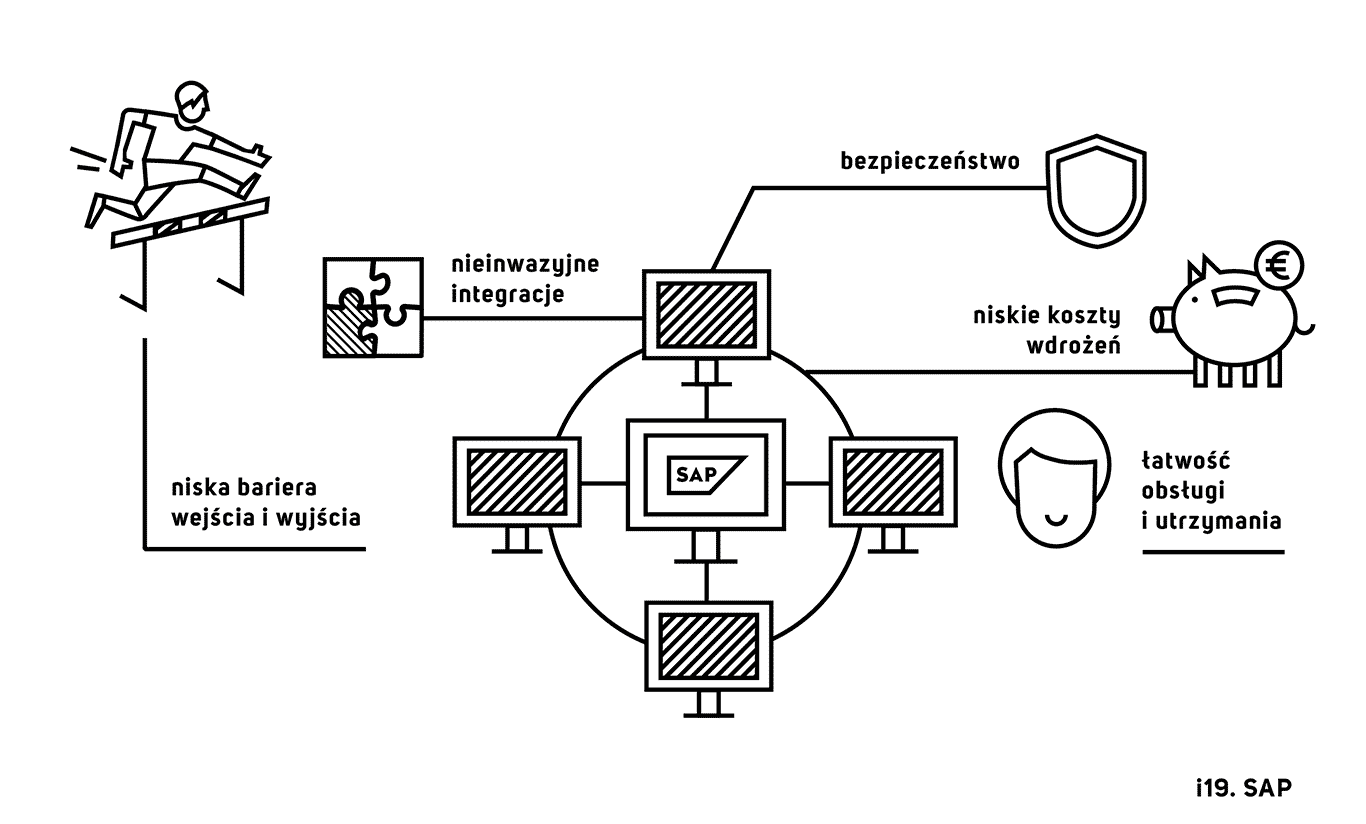 bezpieczeństwo
nieinwazyjne
integracje
€
niskie koszty
wdrożeń
SAP
łatwość
obsługi
i utrzymania
niska bariera
wejścia i wyjścia
i19. SAP